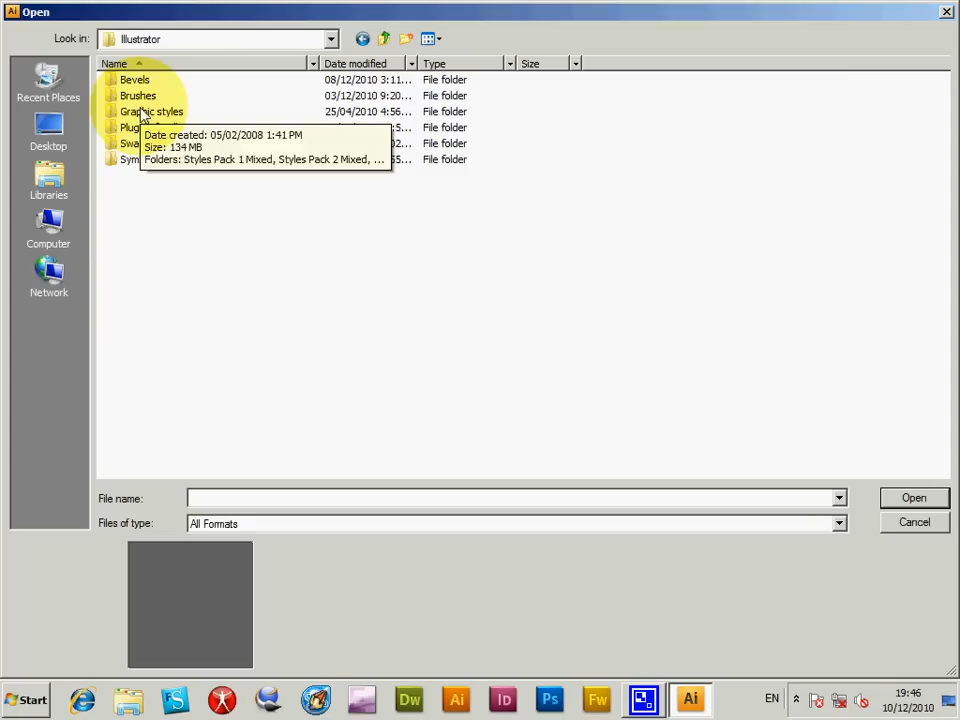 Ai Open
Look in: Illustrator
Name Date modified Type Size
Bevels 08/12/2010 3:11... File folder
Brushes 03/12/2010 9:20... File folder
Graphic styles 25/04/2010 4:56... File folder
File folder
File folder
File folder
Date created: 05/02/2008 1:41 PM
Size: 134 MB
Folders: Styles Pack 1 Mixed, Styles Pack 2 Mixed, ...
Recent Places
Desktop
Libraries
Computer
Network
File name:
Open
Files of type: All Formats
Cancel
Start
FS
Dw
Ai
Id
Ps
Fw
Ai
EN
19:46
10/12/2010